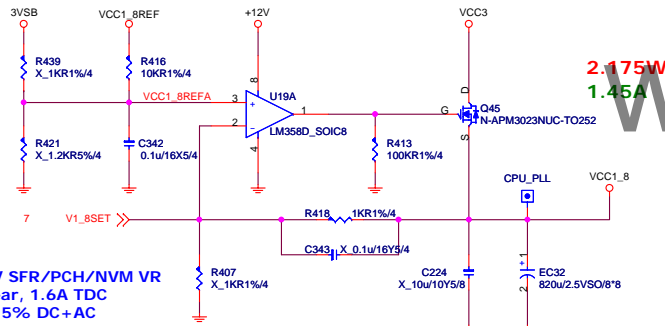 3VSB
VCC1_8REF
+12V
VCC3
R439
X_1KR1%/4
R416
10KR1%/4
VCC1_8REFA
8
3
+
2
-
1
4
U19A
LM358D_SOIC8
D
G
S
Q45
N-APM3023NUC-TO252
2.175W
1.45A
W
R421
X_1.2KR5%/4
C342
0.1u/16X5/4
R413
100KR1%/4
CPU_PLL
VCC1_8
7
V1_8SET
R418
1KR1%/4
C343
X_0.1u/16Y5/4
R407
X_1KR1%/4
C224
X_10u/10Y5/8
+
1
2
EC32
820u/2.5VSO/8*8
SFR/PCH/NVM VR
1.6A TDC
5% DC+AC